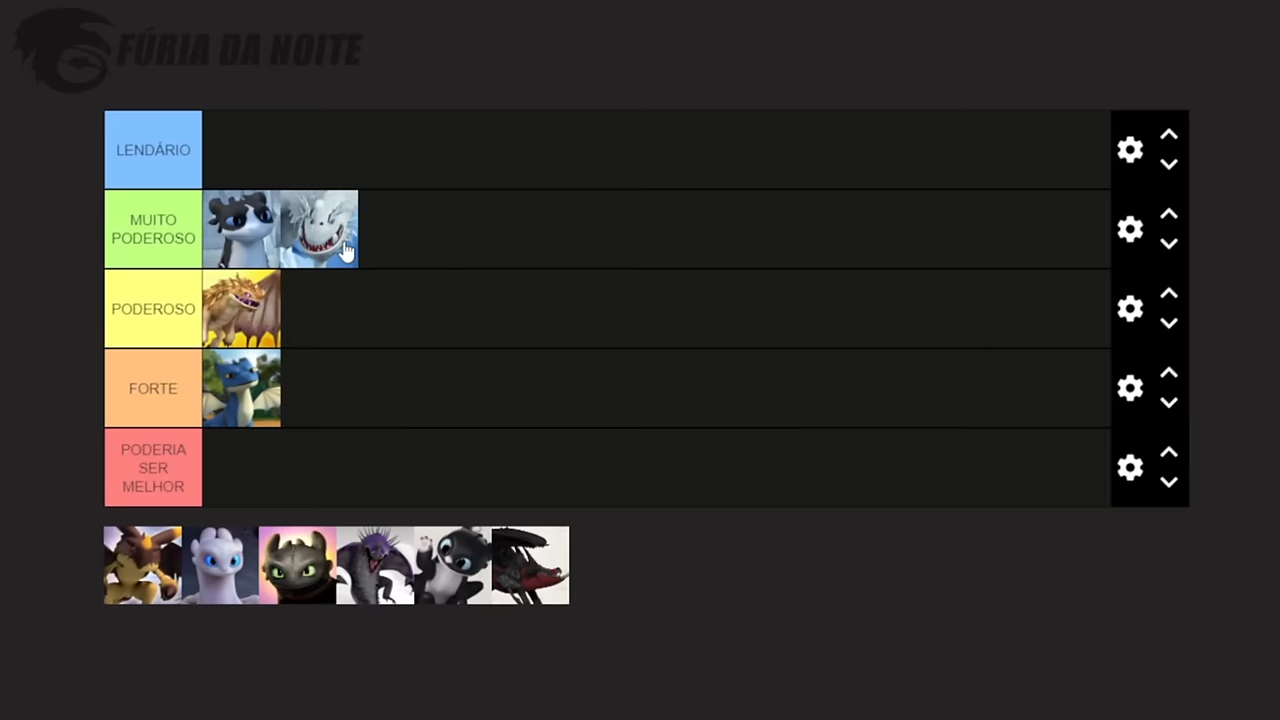 FÚRIA DA NOITE
LENDÁRIO
MUITO
PODEROSO
PODEROSO
FORTE
PODERIA
SER
MELHOR